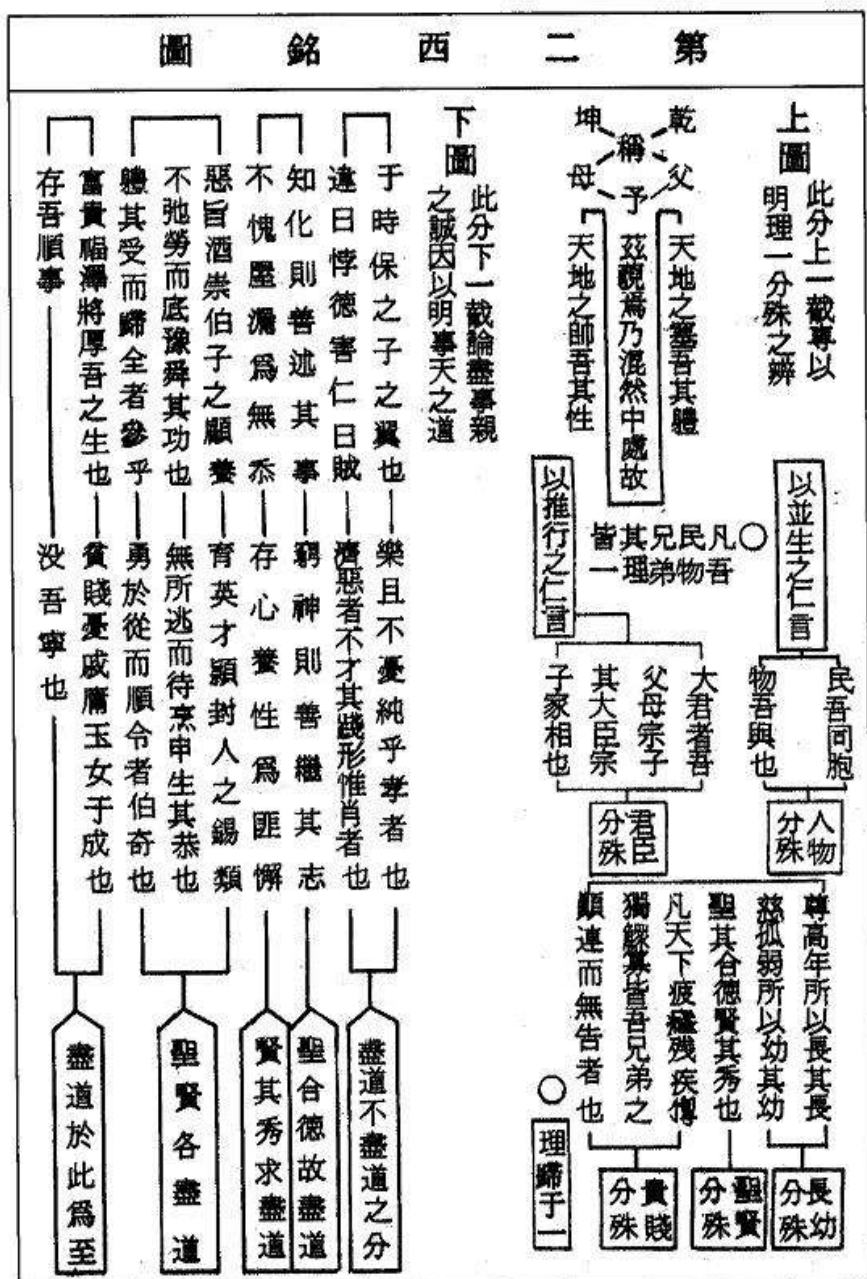 第二西銘圖
上圖
此分上一截專以
明理一分殊之辨
乾 父
稱 予
坤 母
天地之塞吾其體
茲藐焉乃混然中處故
天地之帥吾其性
○
凡吾
民物
兄弟
其理
皆一
以並生之仁言
民吾同胞
物吾與也
人物
分殊
以推行之仁言
大君者吾
父母宗子
其大臣宗
子家相也
君臣
分殊
尊高年所以長其長
慈孤弱所以幼其幼
聖其合德賢其秀也
凡天下疲癃残疾惸
獨鰥寡皆吾兄弟之
顛連而無告者也
長幼
分殊
聖賢
分殊
貴賤
分殊
○
理歸于一
下圖
此分下一截論盡事親
之誠因以明事天之道
于時保之子之翼也
樂且不憂純乎孝者也
違曰悖德害仁曰賊
濟惡者不才其踐形惟肖者也
盡道不盡道之分
知化則善述其事
窮神則善繼其志
聖合德故盡道
不愧屋漏爲無忝
存心養性爲匪懈
賢其秀求盡道
惡旨酒崇伯子之顧養
育英才潁封人之錫類
不弛勞而底豫舜其功也
無所逃而待烹申生其恭也
體其受而歸全者參乎
勇於從而順令者伯奇也
聖賢各盡道
富貴福澤將厚吾之生也
貧賤憂戚庸玉女于成也
存吾順事
没吾寧也
盡道於此爲至